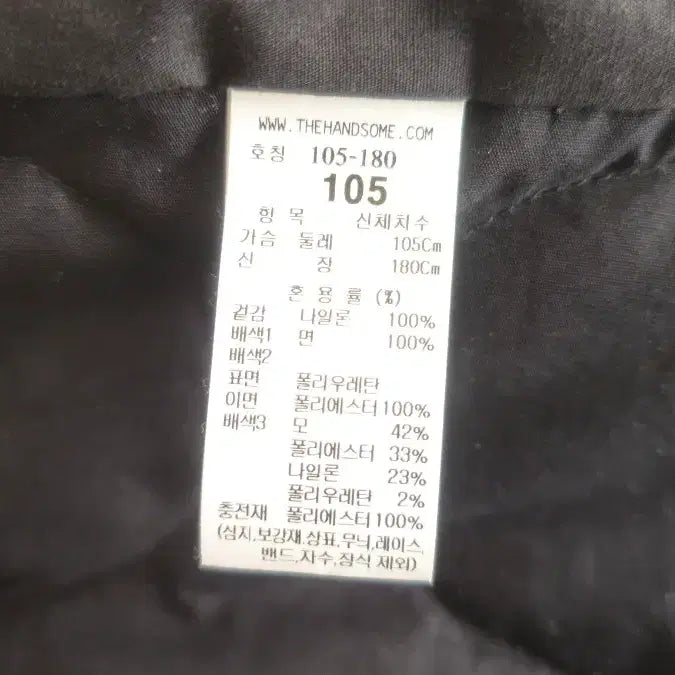 WWW.THEHANDSOME.COM
호칭 105-180
105
항 목 신체치수
가슴 둘레 105Cm
신 장 180Cm
혼 용 률 (%)
겉감 나일론 100%
배색1 면 100%
배색2
표면 폴리우레탄
이면 폴리에스터 100%
배색3 모 42%
폴리에스터 33%
나일론 23%
폴리우레탄 2%
충전재 폴리에스터 100%
(심지,보강재,상표,무늬,레이스,
밴드,자수,장식 제외)